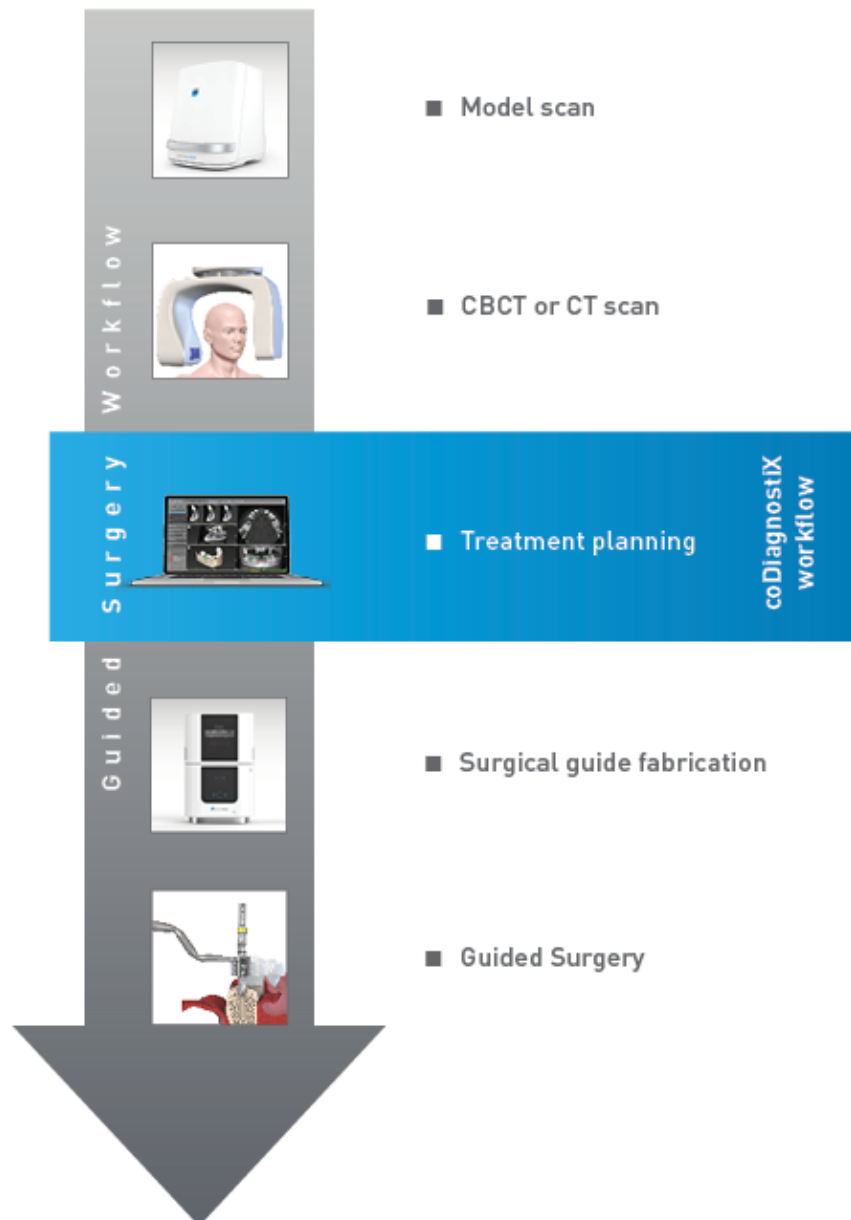 Guided Surgery Workflow
Model scan
CBCT or CT scan
Treatment planning
coDiagnostiX
workflow
Surgical guide fabrication
Guided Surgery